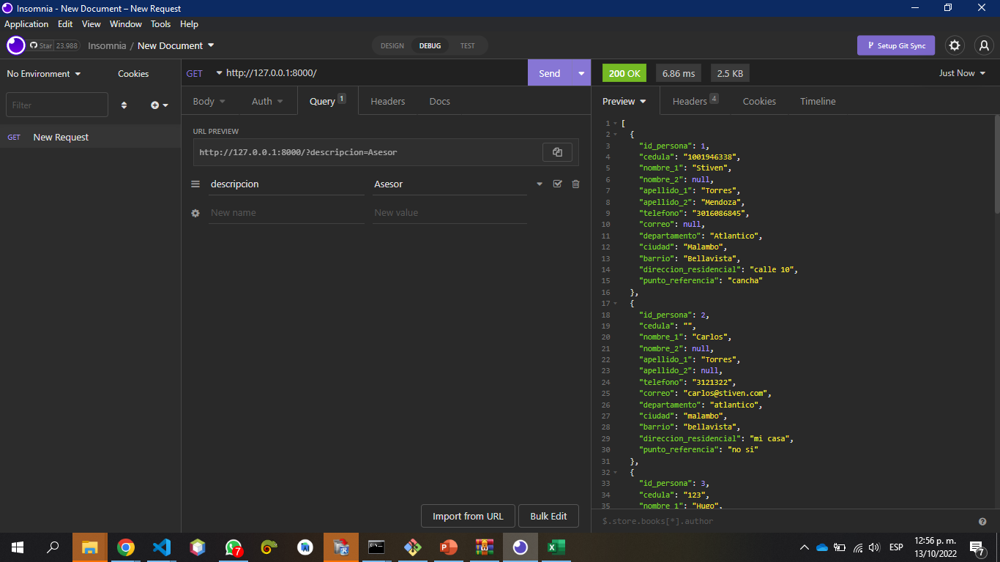 Insomnia - New Document – New Request
Application Edit View Window Tools Help
Star 23.988
Insomnia / New Document
DESIGN DEBUG TEST
Setup Git Sync
No Environment
Cookies
GET http://127.0.0.1:8000/
Send
200 OK 6.86 ms 2.5 KB
Just Now
Filter
GET New Request
Body Auth Query 1 Headers Docs
URL PREVIEW
http://127.0.0.1:8000/?descripcion=Asesor
descripcion Asesor
New name New value
Import from URL Bulk Edit
Preview Headers 4 Cookies Timeline
1 [
2 {
3 "id_persona": 1,
4 "cedula": "1001946338",
5 "nombre_1": "Stiven",
6 "nombre_2": null,
7 "apellido_1": "Torres",
8 "apellido_2": "Mendoza",
9 "telefono": "3016086845",
10 "correo": null,
11 "departamento": "Atlantico",
12 "ciudad": "Malambo",
13 "barrio": "Bellavista",
14 "direccion_residencial": "calle 10",
15 "punto_referencia": "cancha"
16 },
17 {
18 "id_persona": 2,
19 "cedula": "",
20 "nombre_1": "Carlos",
21 "nombre_2": null,
22 "apellido_1": "Torres",
23 "apellido_2": null,
24 "telefono": "3121322",
25 "correo": "carlos@stiven.com",
26 "departamento": "atlantico",
27 "ciudad": "malambo",
28 "barrio": "bellavista",
29 "direccion_residencial": "mi casa",
30 "punto_referencia": "no si"
31 },
32 {
33 "id_persona": 3,
34 "cedula": "123",
35 "nombre_1": "Hugo",
$.store.books[*].author
7
ESP
12:56 p. m.
13/10/2022
7